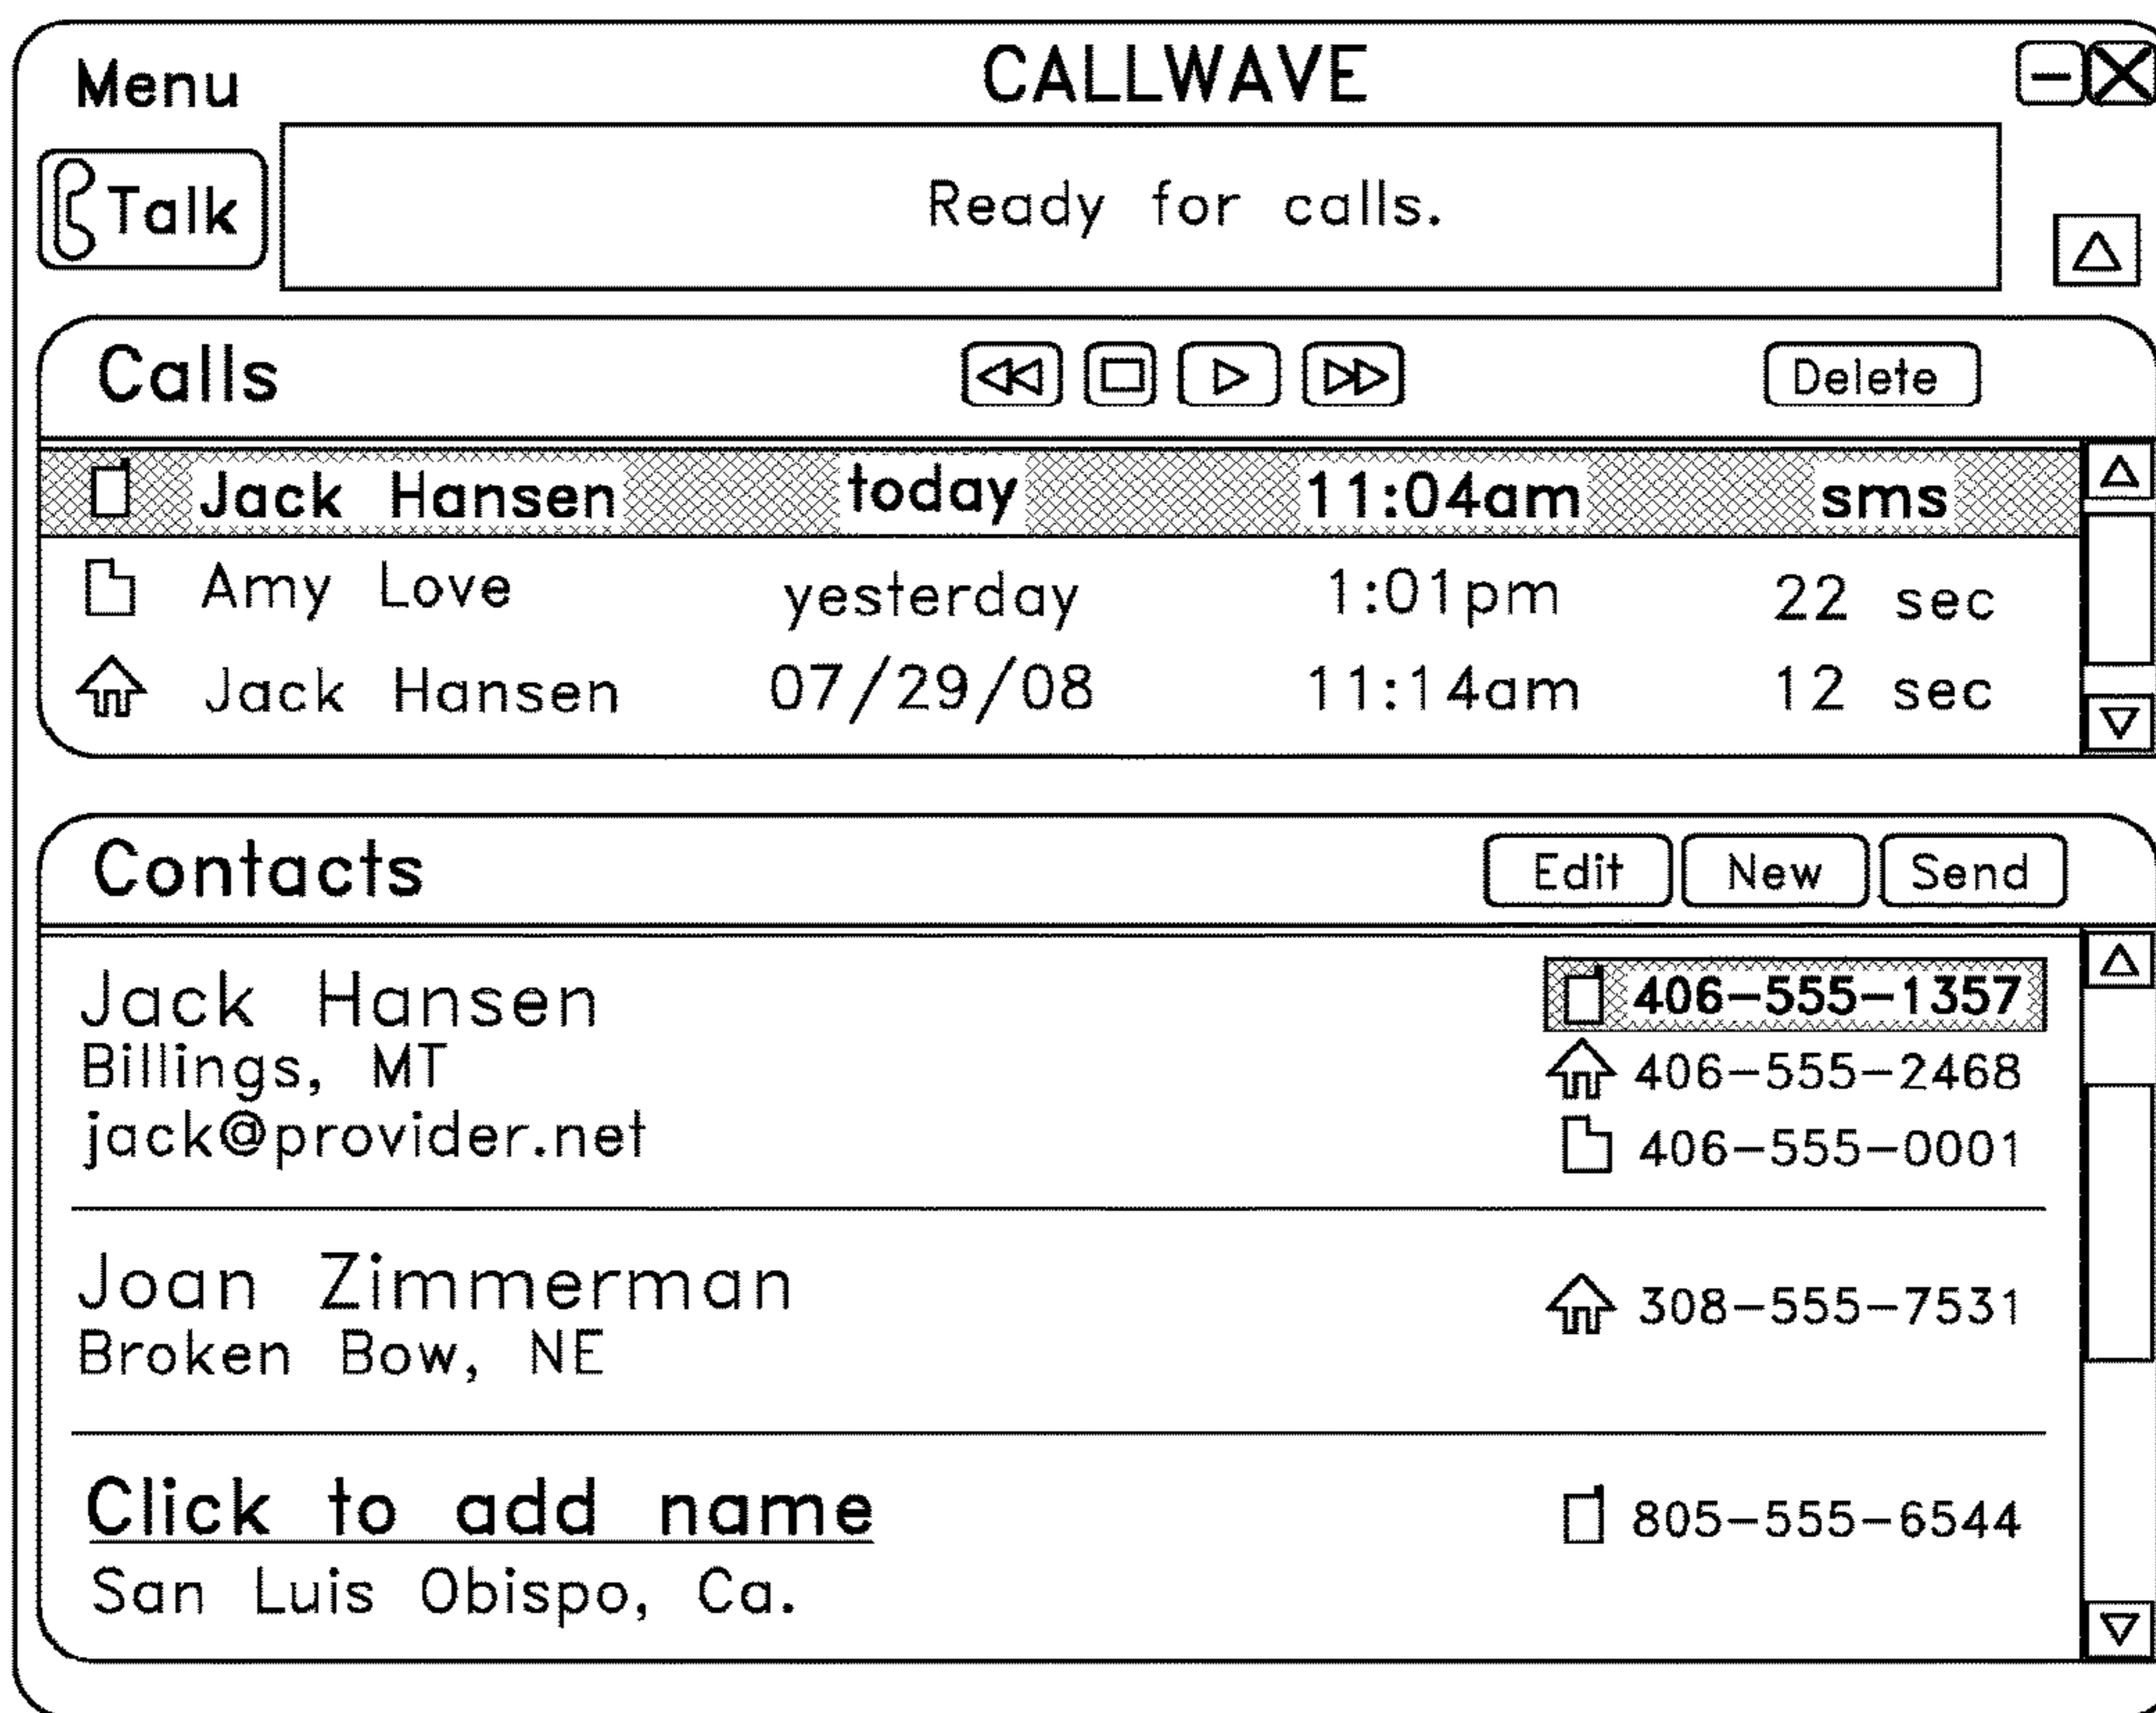 Menu CALLWAVE
Talk Ready for calls.
Calls Delete
Jack Hansen today 11:04am sms
Amy Love yesterday 1:01pm 22 sec
Jack Hansen 07/29/08 11:14am 12 sec
Contacts Edit New Send
Jack Hansen 406-555-1357
Billings, MT 406-555-2468
jack@provider.net 406-555-0001
Joan Zimmerman 308-555-7531
Broken Bow, NE
Click to add name 805-555-6544
San Luis Obispo, Ca.